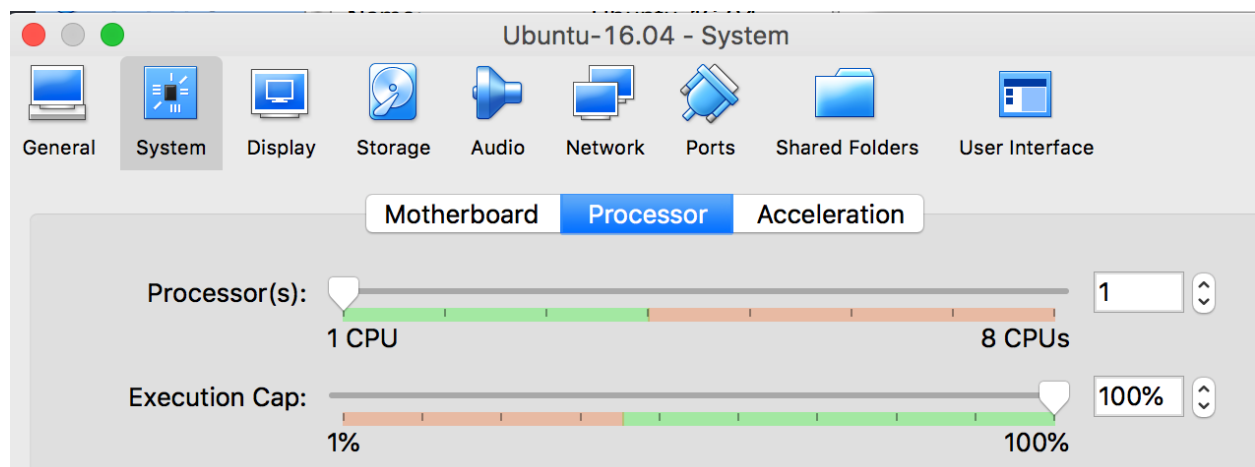 Ubuntu-16.04 - System
General System Display Storage Audio Network Ports Shared Folders User Interface
Motherboard Processor Acceleration
Processor(s): 1
1 CPU 8 CPUs
Execution Cap: 100%
1% 100%